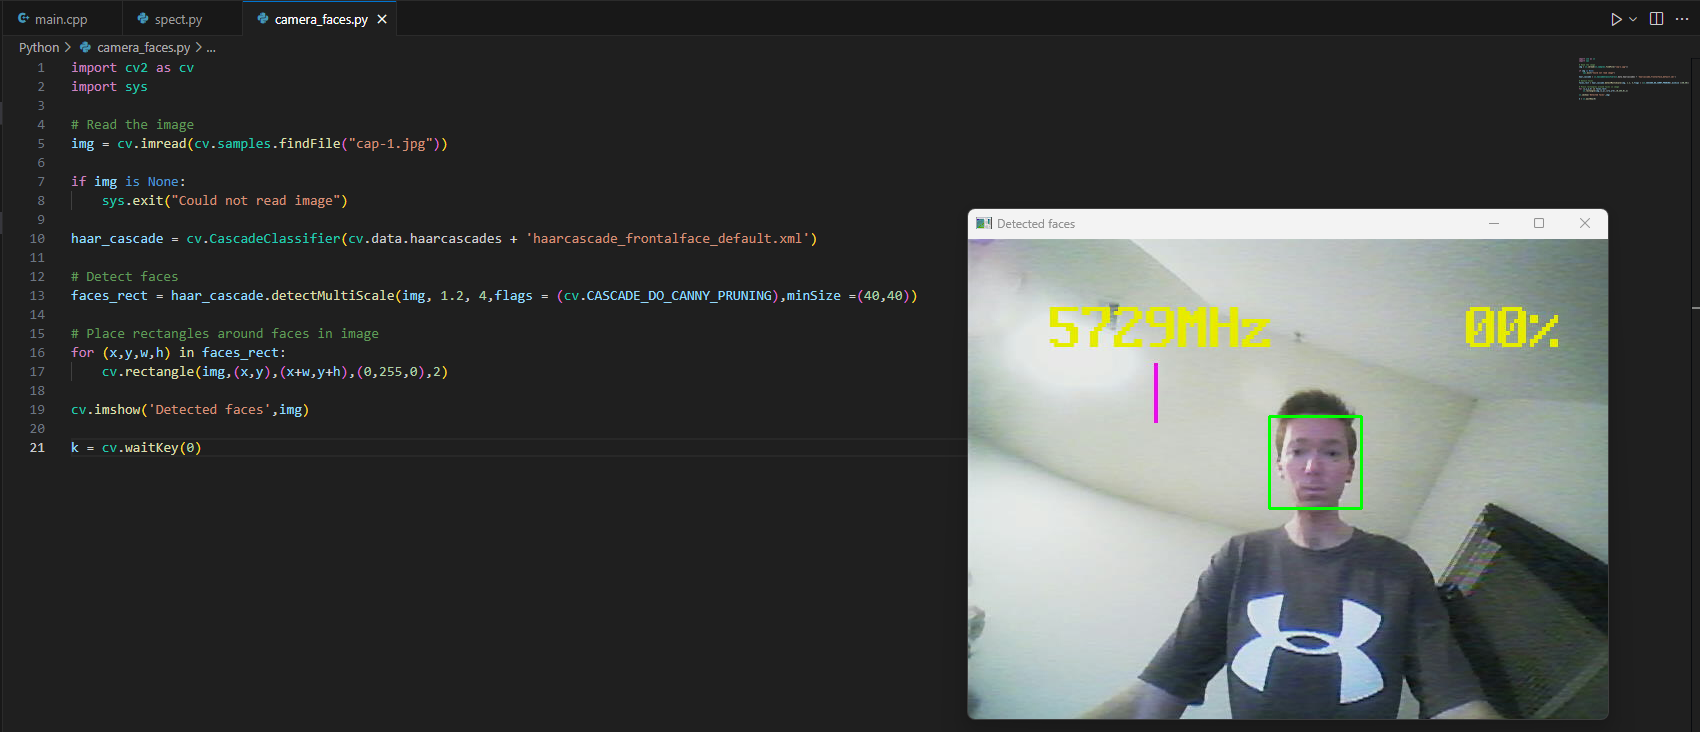 main.cpp
spect.py
camera_faces.py
Python > camera_faces.py > ...
1 import cv2 as cv
2 import sys
3
4 # Read the image
5 img = cv.imread(cv.samples.findFile("cap-1.jpg"))
6
7 if img is None:
8     sys.exit("Could not read image")
9
10 haar_cascade = cv.CascadeClassifier(cv.data.haarcascades + 'haarcascade_frontalface_default.xml')
11
12 # Detect faces
13 faces_rect = haar_cascade.detectMultiScale(img, 1.2, 4,flags = (cv.CASCADE_DO_CANNY_PRUNING),minSize =(40,40))
14
15 # Place rectangles around faces in image
16 for (x,y,w,h) in faces_rect:
17     cv.rectangle(img,(x,y),(x+w,y+h),(0,255,0),2)
18
19 cv.imshow('Detected faces',img)
20
21 k = cv.waitKey(0)
Detected faces
5729MHz 00%